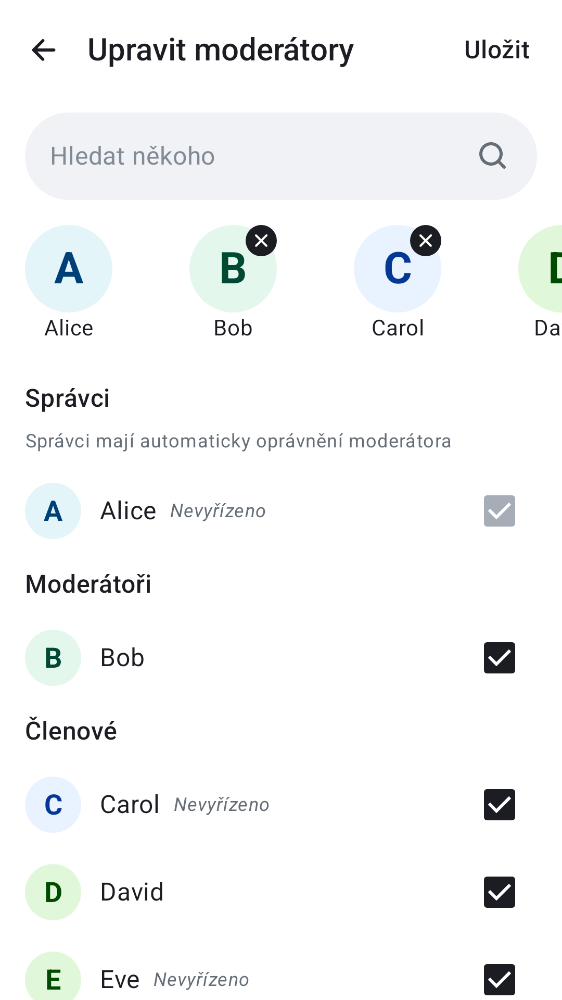 Upravit moderátory Uložit
Hledat někoho
A B C D
Alice Bob Carol Da
Správci
Správci mají automaticky oprávnění moderátora
A Alice Nevyřízeno
Moderátoři
B Bob
Členové
C Carol Nevyřízeno
D David
E Eve Nevyřízeno